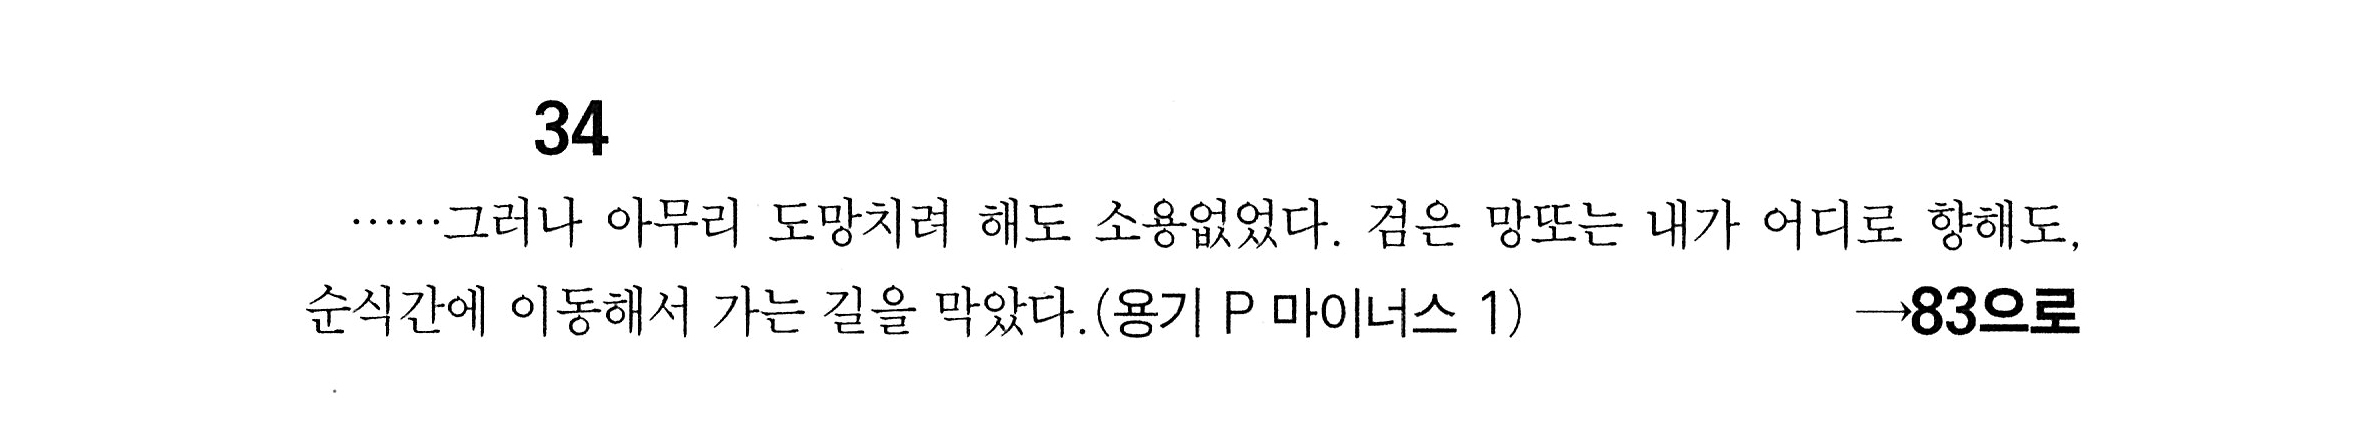 34
……그러나 아무리 도망치려 해도 소용없었다. 검은 망또는 내가 어디로 향해도,
순식간에 이동해서 가는 길을 막았다.(용기 P 마이너스 1) →83으로